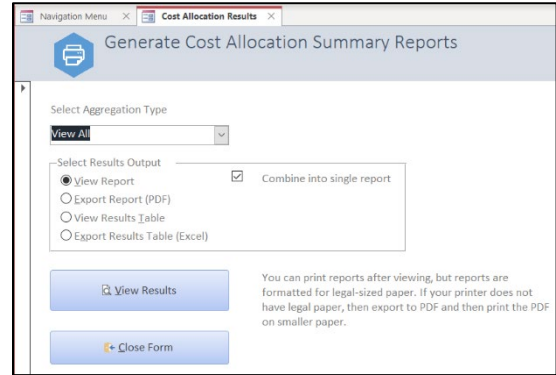 Navigation Menu × Cost Allocation Results ×
Generate Cost Allocation Summary Reports
Select Aggregation Type
View All
Select Results Output
View Report
Combine into single report
Export Report (PDF)
View Results Table
Export Results Table (Excel)
View Results
You can print reports after viewing, but reports are
formatted for legal-sized paper. If your printer does not
have legal paper, then export to PDF and then print the PDF
on smaller paper.
Close Form